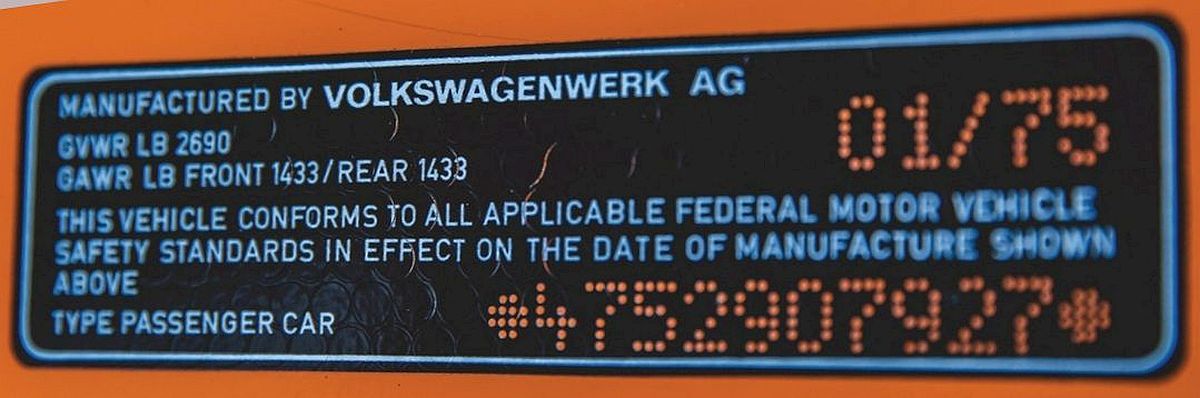 MANUFACTURED BY VOLKSWAGENWERK AG
01/75
GVWR LB 2690
GAWR LB FRONT 1433/REAR 1433
THIS VEHICLE CONFORMS TO ALL APPLICABLE FEDERAL MOTOR VEHICLE
SAFETY STANDARDS IN EFFECT ON THE DATE OF MANUFACTURE SHOWN
ABOVE
TYPE PASSENGER CAR
*4752907927*